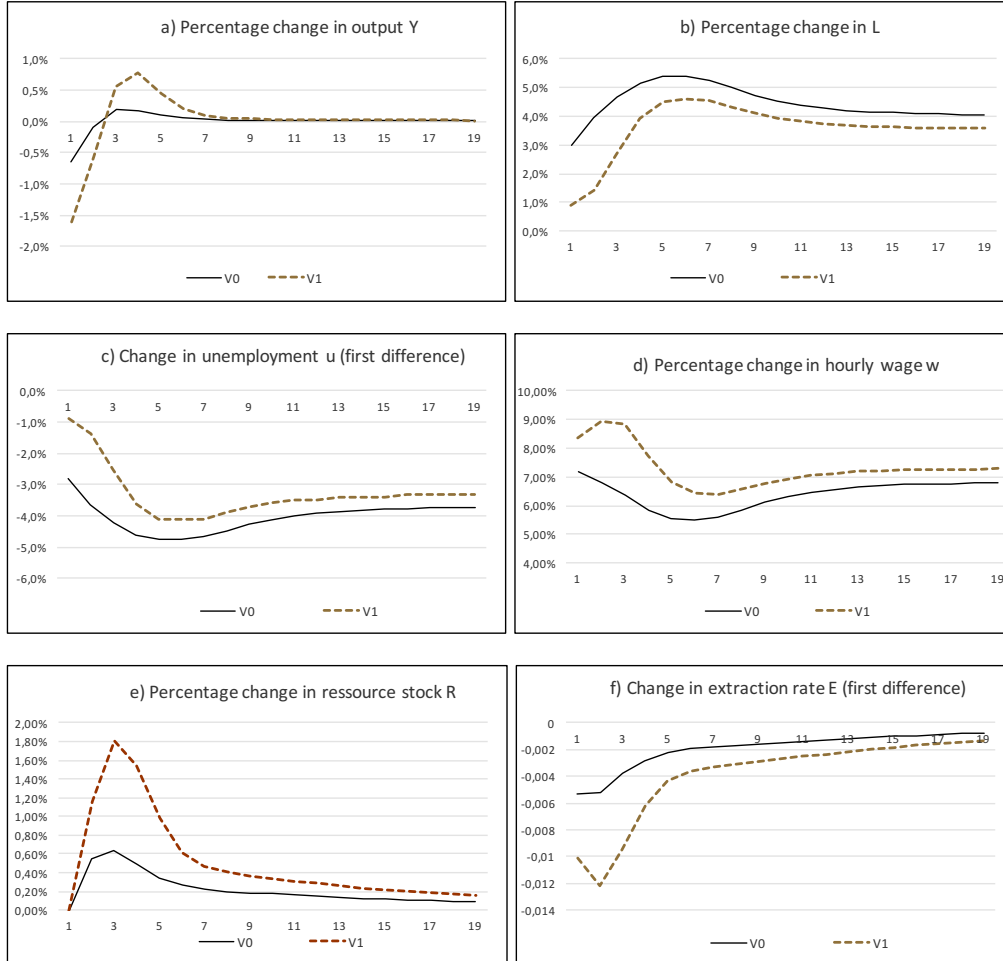 a) Percentage change in output Y
1,0%
0,5%
0,0%
-0,5%
-1,0%
-1,5%
-2,0%
1 3 5 7 9 11 13 15 17 19
V0 V1
b) Percentage change in L
6,0%
5,0%
4,0%
3,0%
2,0%
1,0%
0,0%
1 3 5 7 9 11 13 15 17 19
V0 V1
c) Change in unemployment u (first difference)
0,0%
1 3 5 7 9 11 13 15 17 19
-1,0%
-2,0%
-3,0%
-4,0%
-5,0%
-6,0%
V0 V1
d) Percentage change in hourly wage w
10,00%
9,00%
8,00%
7,00%
6,00%
5,00%
4,00%
1 3 5 7 9 11 13 15 17 19
V0 V1
e) Percentage change in ressource stock R
2,00%
1,80%
1,60%
1,40%
1,20%
1,00%
0,80%
0,60%
0,40%
0,20%
0,00%
1 3 5 7 9 11 13 15 17 19
V0 V1
f) Change in extraction rate E (first difference)
0
1 3 5 7 9 11 13 15 17 19
-0,002
-0,004
-0,006
-0,008
-0,01
-0,012
-0,014
V0 V1